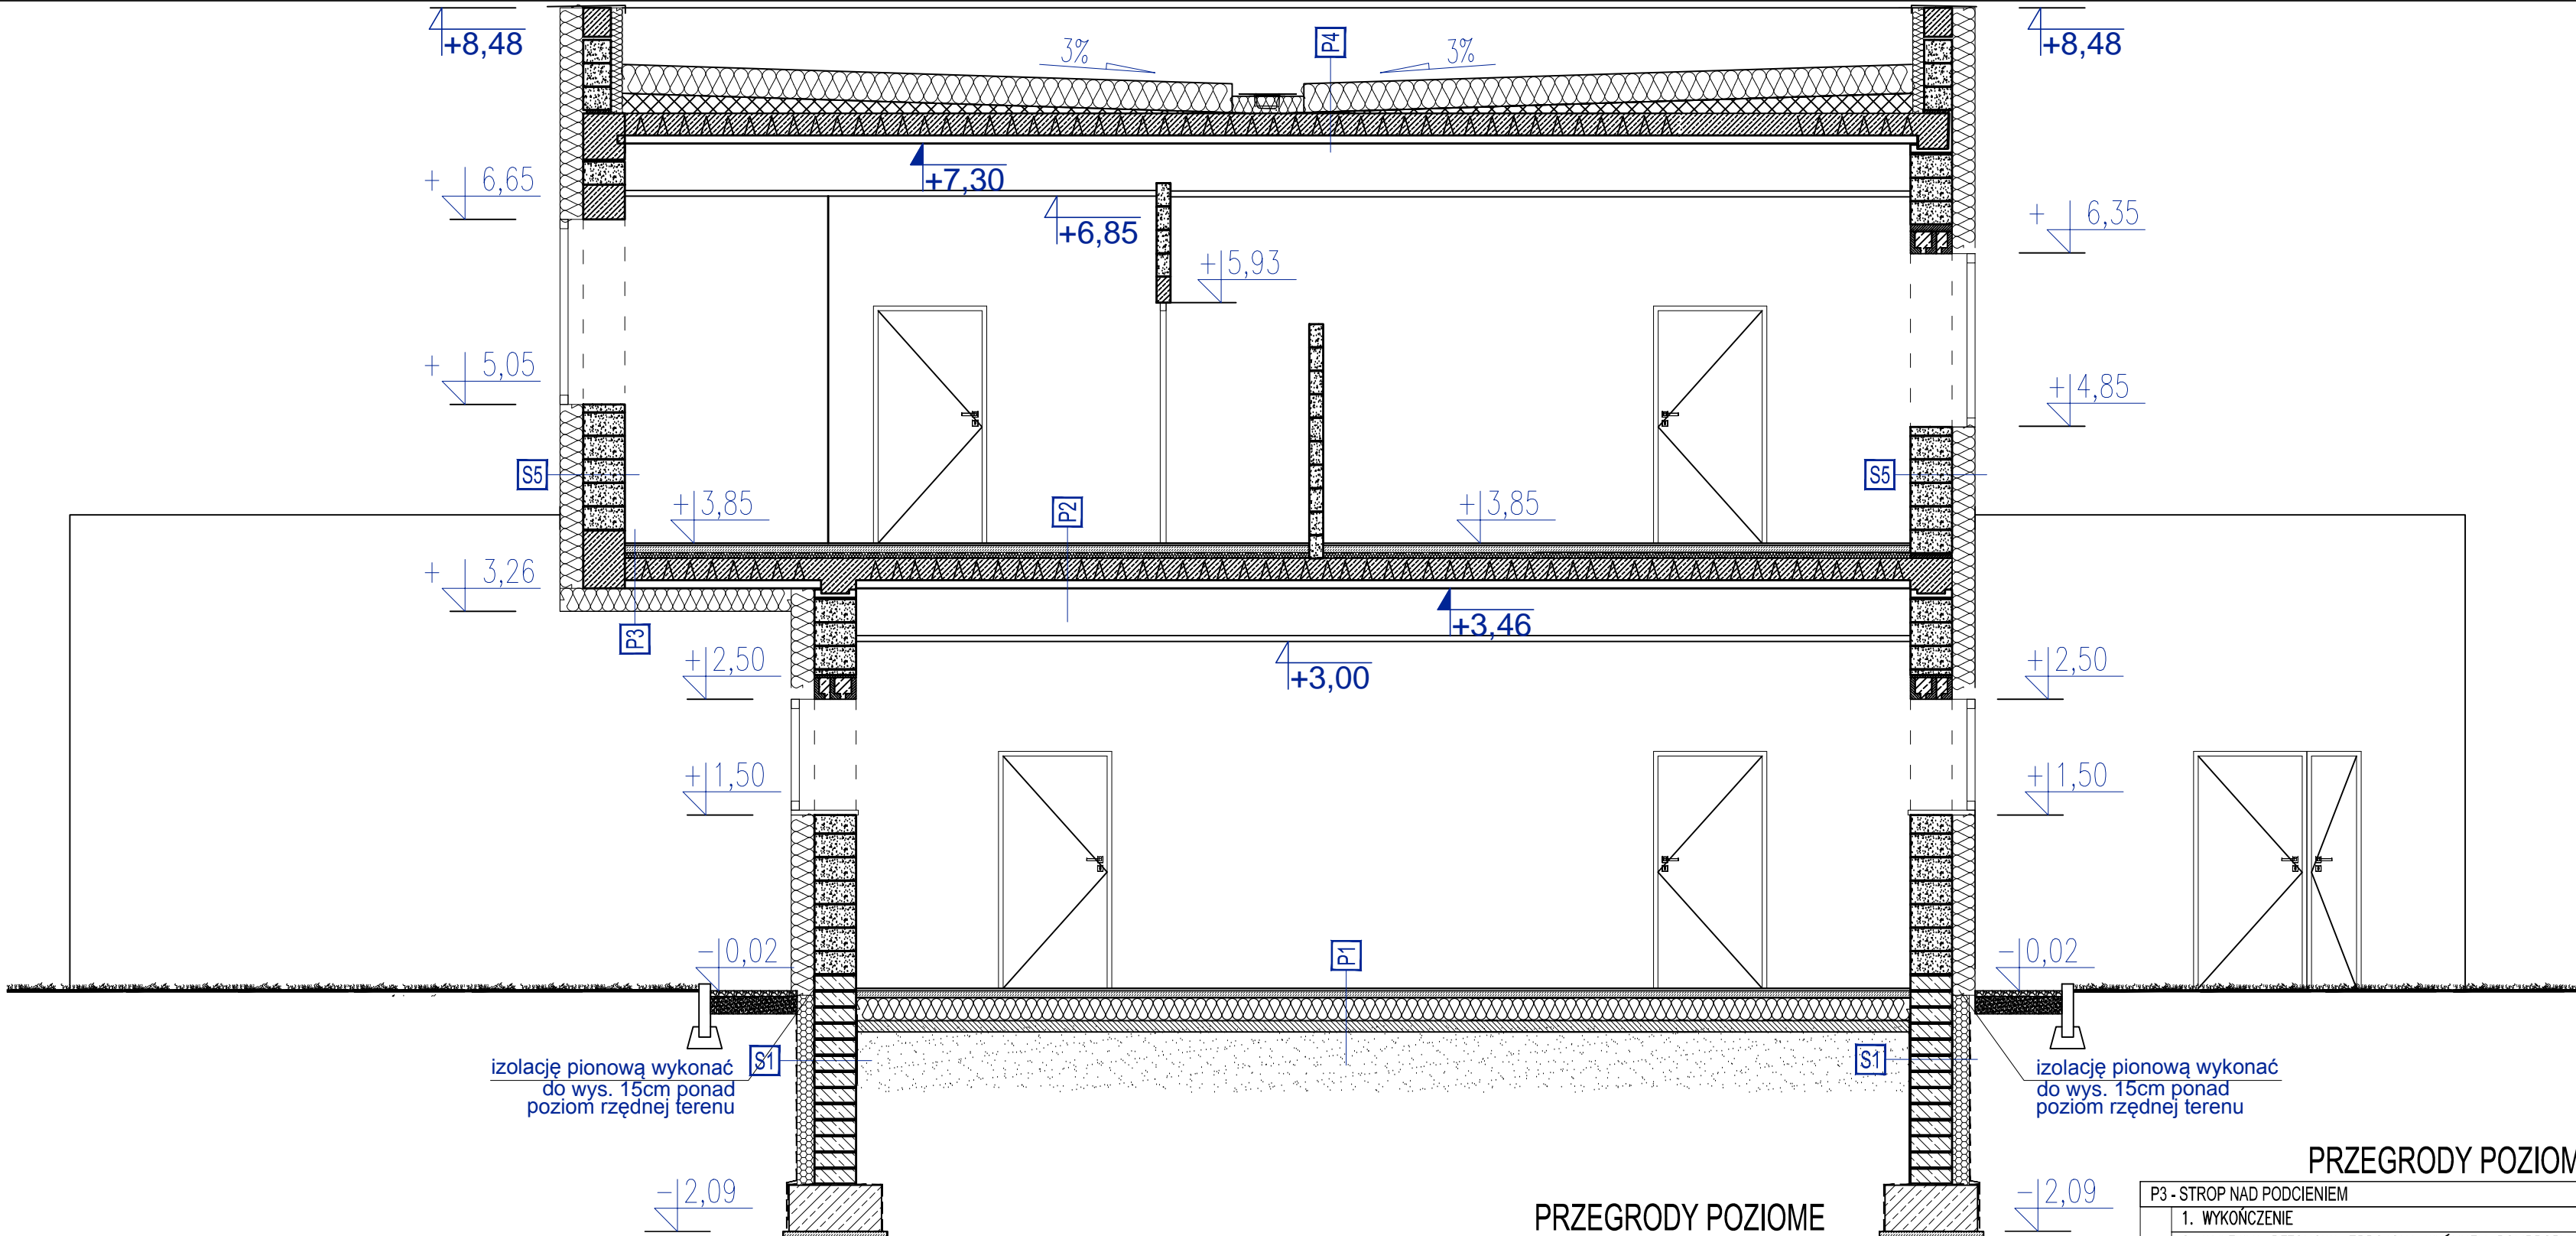 +8,48
+8,48
3%
P4
3%
+7,30
+ 6,65
+6,85
+ 6,35
+5,93
+ 5,05
+4,85
S5
S5
+3,85
P2
+3,85
+ 3,26
P3
+3,46
+2,50
+3,00
+2,50
+1,50
+1,50
-0,02
P1
-0,02
S1
S1
izolację pionową wykonać
do wys. 15cm ponad
poziom rzędnej terenu
izolację pionową wykonać
do wys. 15cm ponad
poziom rzędnej terenu
PRZEGRODY POZIOM
-2,09
PRZEGRODY POZIOME
-2,09
P3 - STROP NAD PODCIENIEM
1. WYKOŃCZENIE